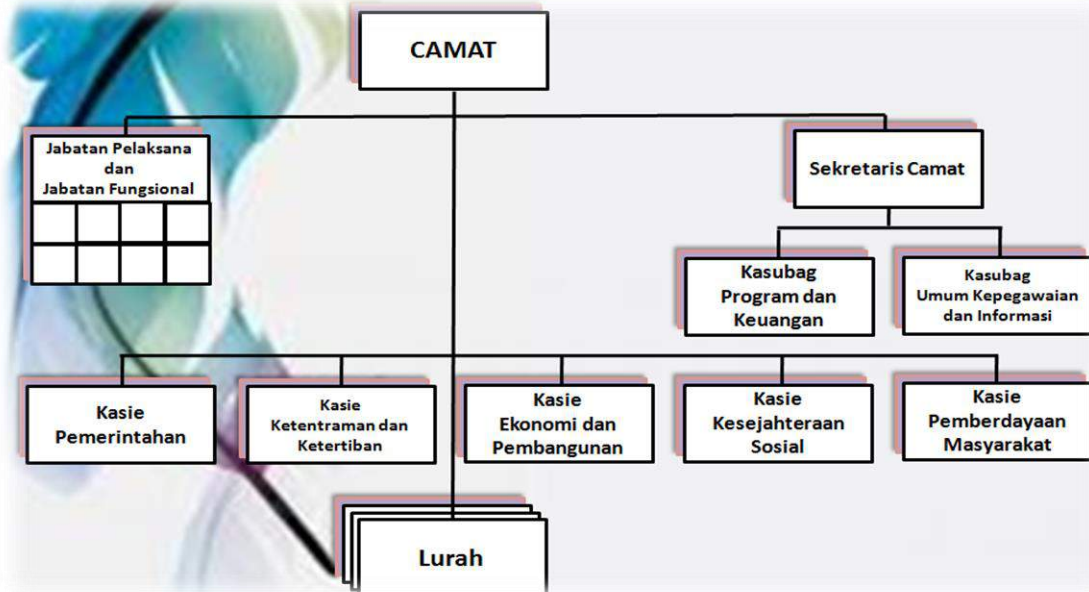 CAMAT
Jabatan Pelaksana
dan
Jabatan Fungsional
Sekretaris Camat
Kasubag
Program dan
Keuangan
Kasubag
Umum Kepegawaian
dan Informasi
Kasie
Pemerintahan
Kasie
Ketentraman dan
Ketertiban
Kasie
Ekonomi dan
Pembangunan
Kasie
Kesejahteraan
Sosial
Kasie
Pemberdayaan
Masyarakat
Lurah